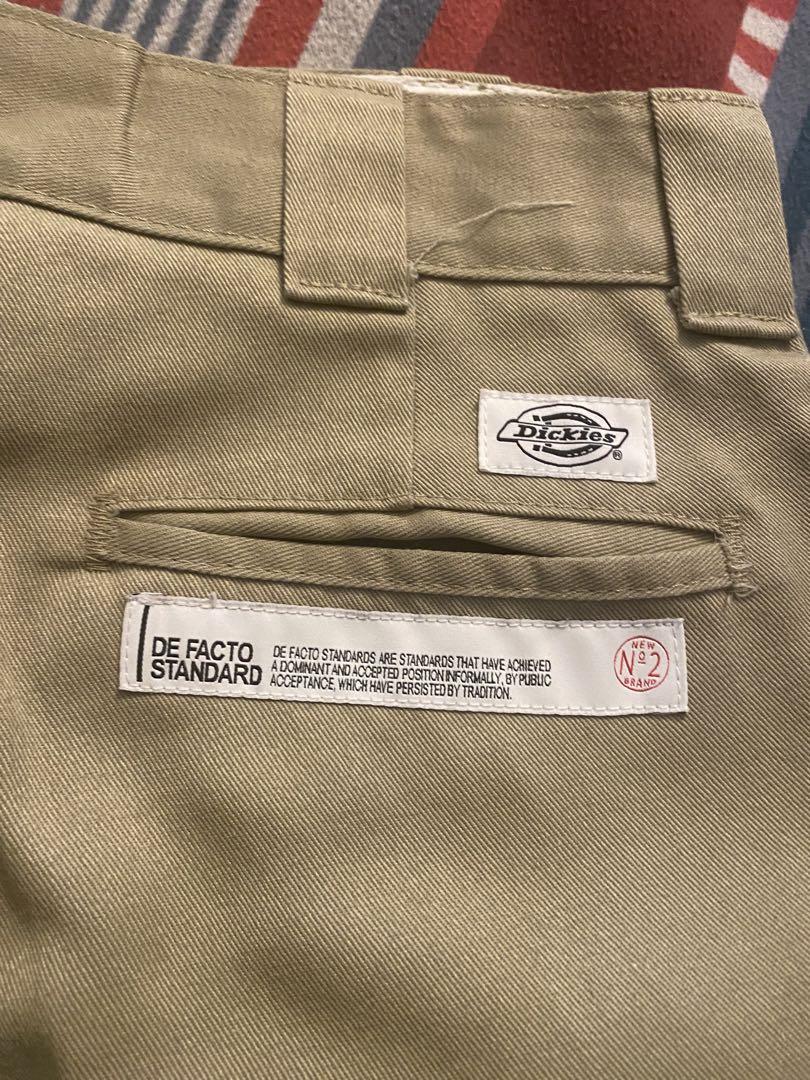 Dickies
®
DE FACTO
STANDARD
DE FACTO STANDARDS ARE STANDARDS THAT HAVE ACHIEVED
A DOMINANT AND ACCEPTED POSITION INFORMALLY, BY PUBLIC
ACCEPTANCE, WHICH HAVE PERSISTED BY TRADITION.
NEW
Nº2
BRAND